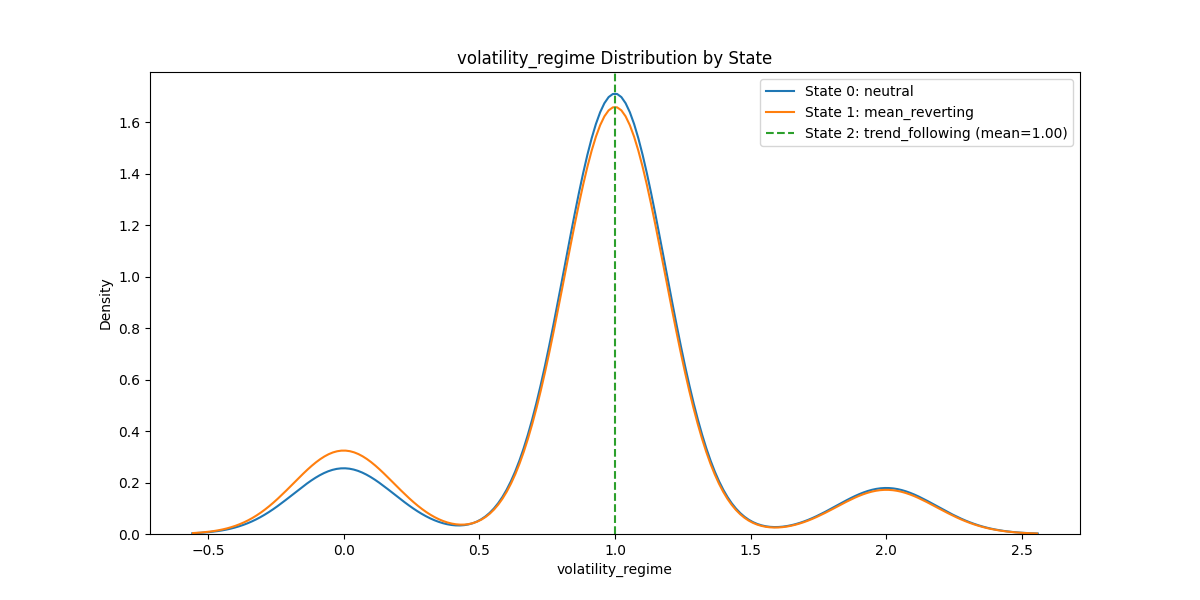 volatility_regime Distribution by State
State 0: neutral
State 1: mean_reverting
State 2: trend_following (mean=1.00)
Density
1.6
1.4
1.2
1.0
0.8
0.6
0.4
0.2
0.0
−0.5 0.0 0.5 1.0 1.5 2.0 2.5
volatility_regime